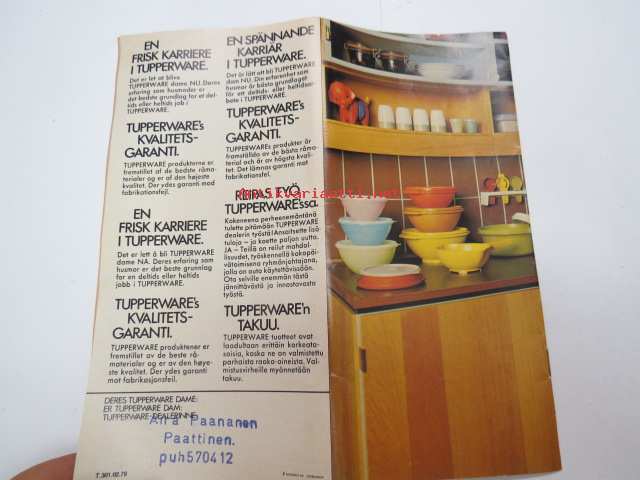 EN
FRISK KARRIERE
I TUPPERWARE.
Det er let at blive
TUPPERWARE dame NU. Deres
erfaring som husmoder er
det bedste grundlag for et del-
tids eller heltids job i
TUPPERWARE.
TUPPERWARE's
KVALITETS-
GARANTI.
TUPPERWARE produkterne er
fremstillet af de bedste råma-
terialer og er af den højeste
kvalitet. Der ydes garanti mod
fabrikationsfejl.
EN
FRISK KARRIERE
I TUPPERWARE.
Det er lett å bli TUPPERWARE
dame NÅ. Deres erfaring som
husmor er det beste grunnlag
for en deltids eller heltids
jobb i TUPPERWARE.
TUPPERWARE's
KVALITETS-
GARANTI.
TUPPERWARE produktener er
fremstillet av de beste rå-
materialer og er av den høye-
ste kvalitet. Der ydes garanti
mot fabrikasjonsfejl.
EN SPÄNNANDE
KARRIÄR
I TUPPERWARE.
Det är lätt att bli TUPPERWARE
dam NU. Din erfarenhet som
husmor är bästa grundlaget
för ett deltids- eller heltidsar-
bete i TUPPERWARE.
TUPPERWARE's
KVALITETS-
GARANTI.
TUPPERWAREs produkter är
framställda av de bästa råma-
terial och är av högsta kvali-
tet. Det lämnas garanti mot
fabrikationsfel.
REIPAS TYÖ
TUPPERWARE'ssa.
Kokeneena perheenemäntänä
tulette pitämään TUPPERWARE
dealerin työstä! Ansaitsette lisä-
tuloja – ja koette paljon uutta.
JA – Teillä on reilut mahdol-
lisuudet, työskennellä kokopäi-
vätoimisena ryhmänjohtajana,
jolla on auto käytettävissään.
Ota selville enemmän tästä
jännittävästä ja innostavasta
työstä.
TUPPERWARE'n
TAKUU.
TUPPERWARE tuotteet ovat
laadultaan erittäin korkeata-
soisia, koska ne on valmistettu
parhaista raaka-aineista. Val-
mistusvirheille myönnetään
takuu.
DERES TUPPERWARE DAME:
ER TUPPERWARE DAM:
TUPPERWARE-DEALERINNE:
Aira Paananen
Paattinen.
puh570412
T.301.02.79